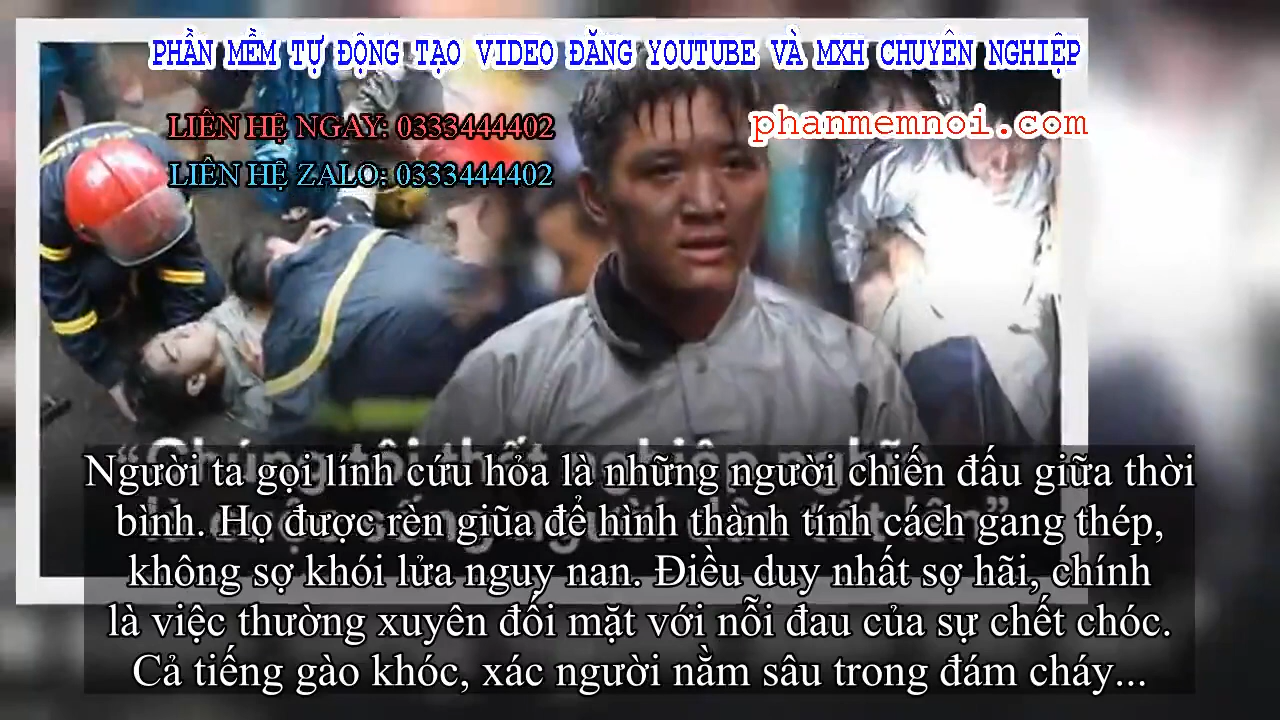 PHẦN MỀM TỰ ĐỘNG TẠO VIDEO ĐĂNG YOUTUBE VÀ MXH CHUYÊN NGHIỆP
LIÊN HỆ NGAY: 0333444402
phanmemnoi.com
LIÊN HỆ ZALO: 0333444402
Người ta gọi lính cứu hỏa là những người chiến đấu giữa thời
bình. Họ được rèn giũa để hình thành tính cách gang thép,
không sợ khói lửa nguy nan. Điều duy nhất sợ hãi, chính
là việc thường xuyên đối mặt với nỗi đau của sự chết chóc.
Cả tiếng gào khóc, xác người nằm sâu trong đám cháy...